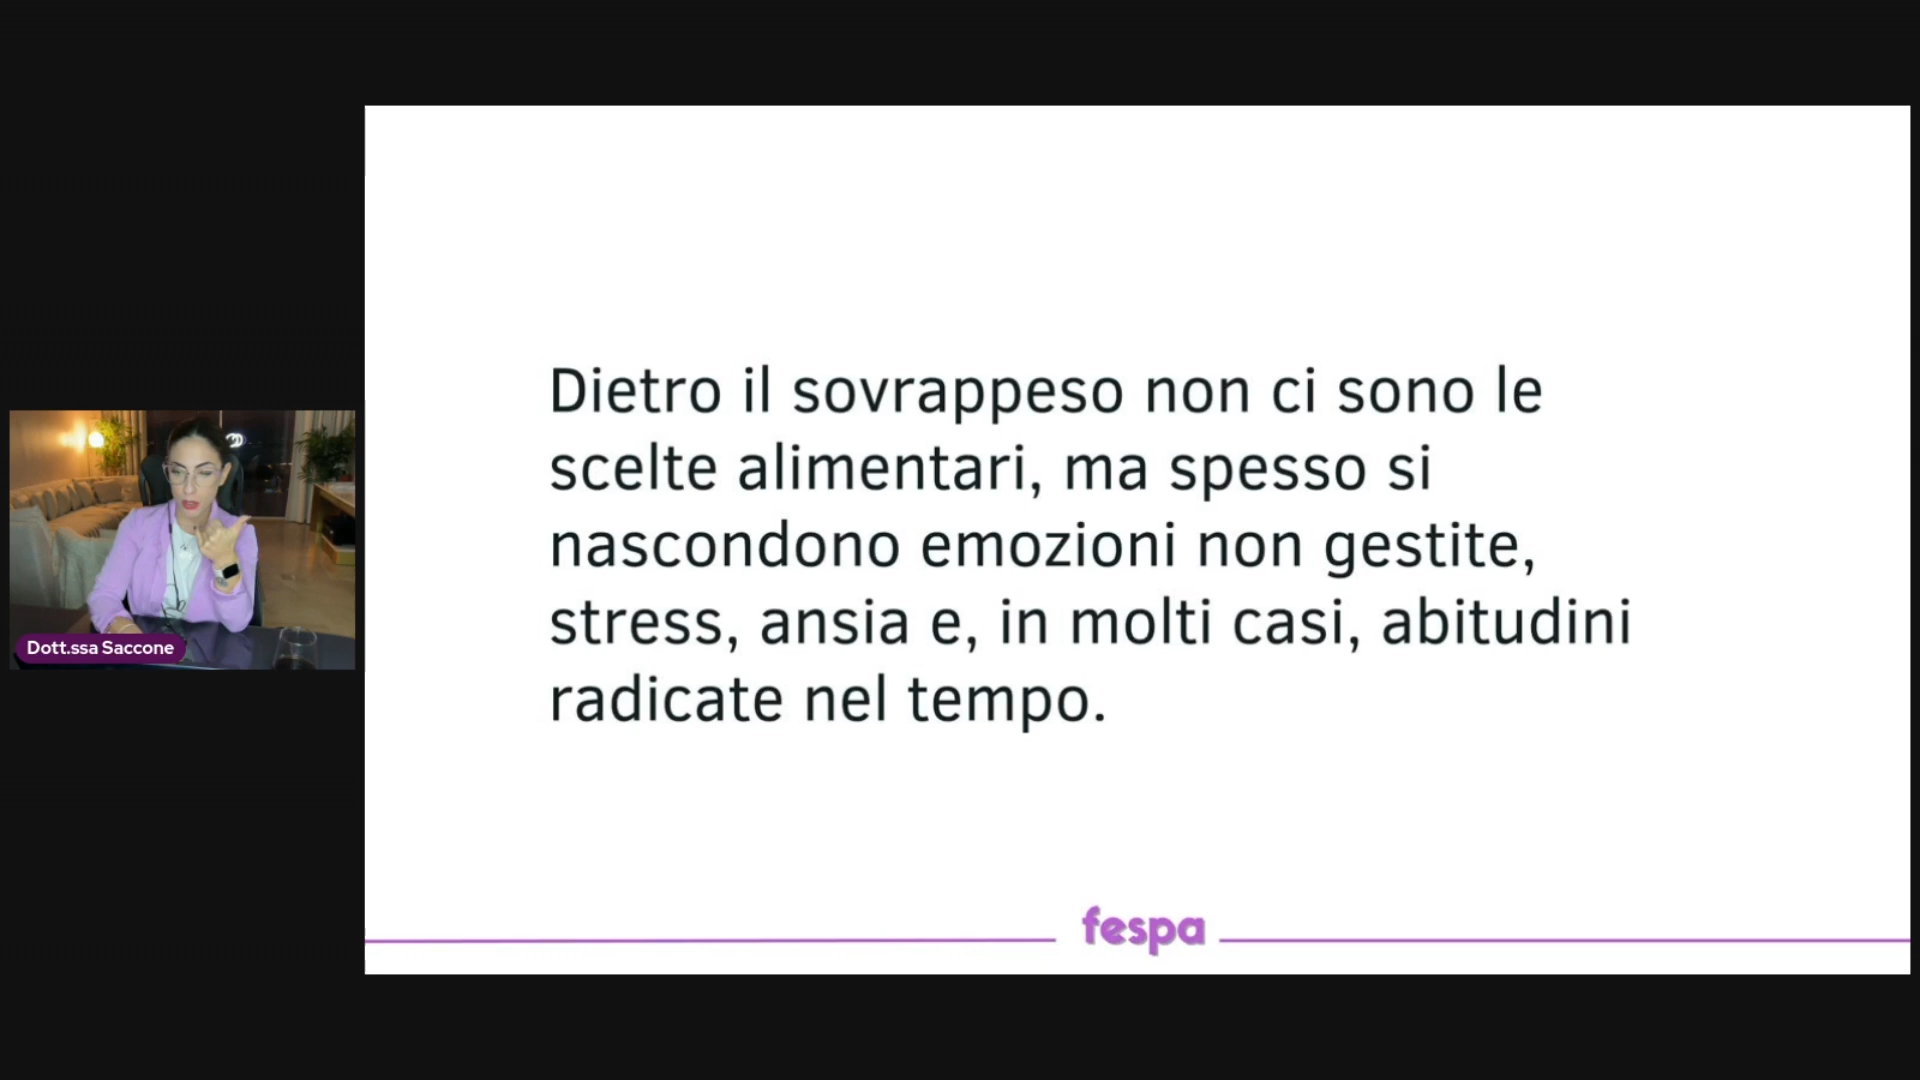 Dietro il sovrappeso non ci sono le
scelte alimentari, ma spesso si
nascondono emozioni non gestite,
stress, ansia e, in molti casi, abitudini
radicate nel tempo.
Dott.ssa Saccone
fespa